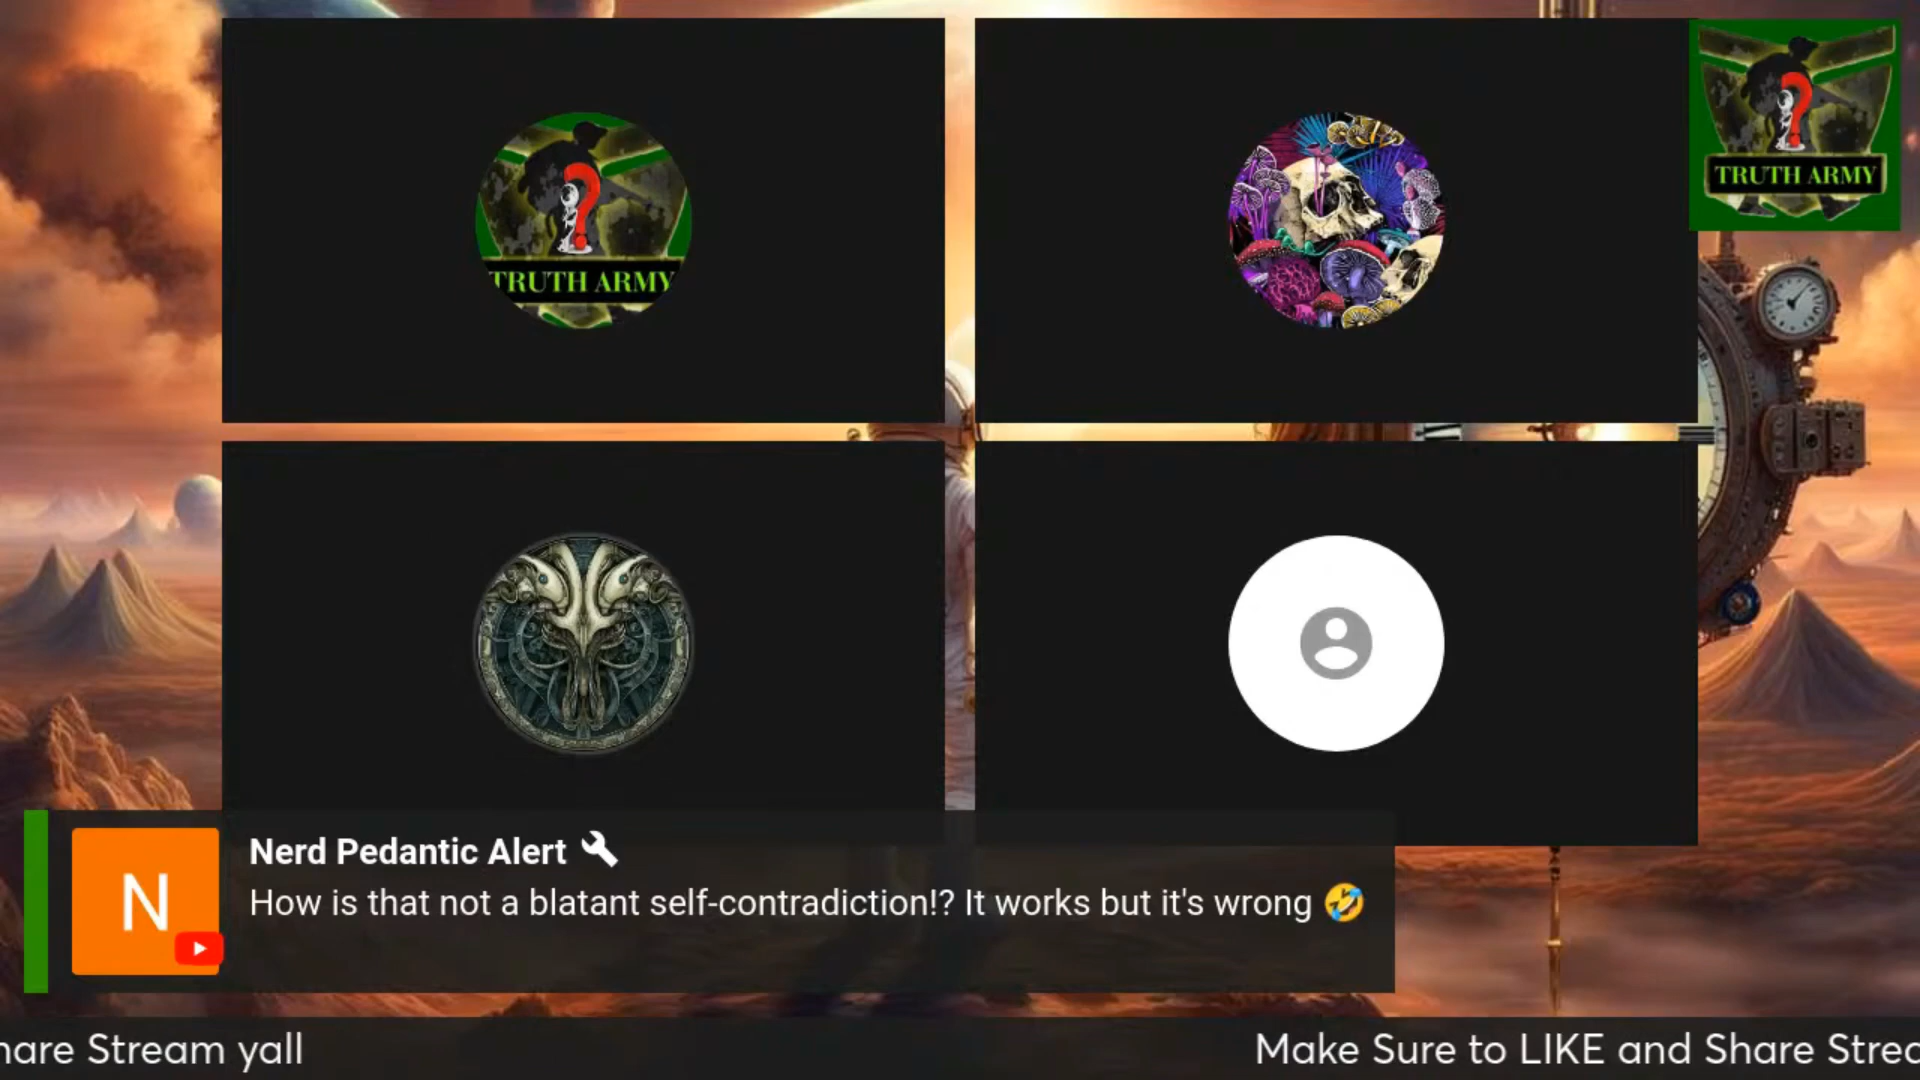 TRUTH ARMY
TRUTH ARMY
N
Nerd Pedantic Alert
How is that not a blatant self-contradiction!? It works but it's wrong 🤣
hare Stream yall
Make Sure to LIKE and Share Strea